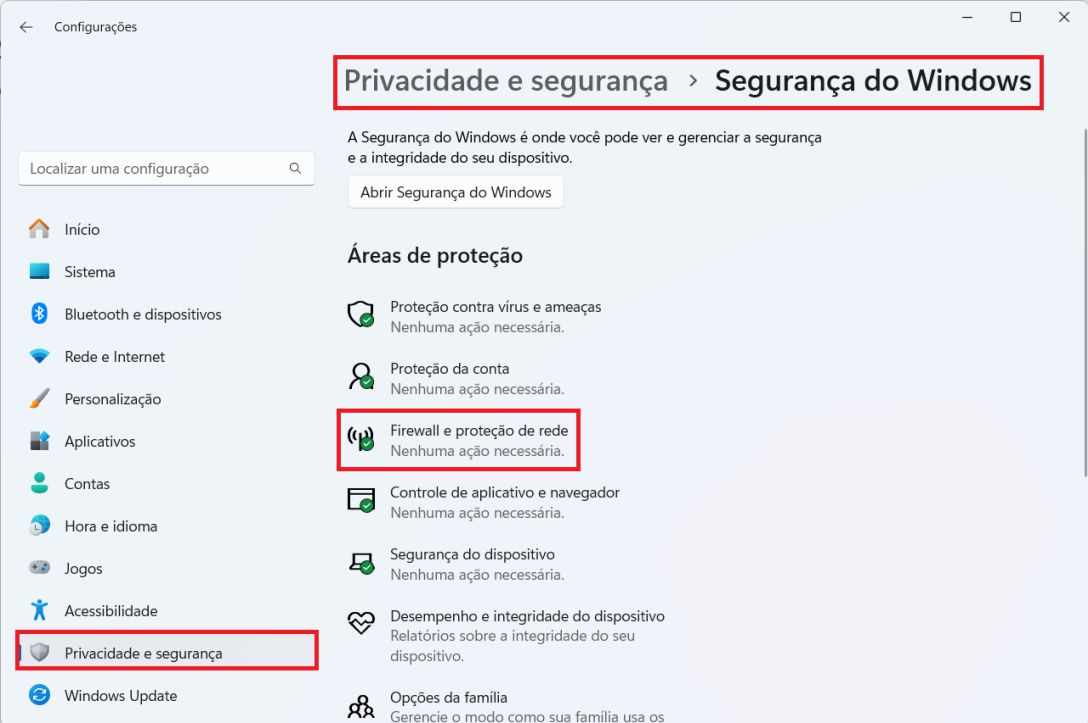 Configurações
Localizar uma configuração
Início
Sistema
Bluetooth e dispositivos
Rede e Internet
Personalização
Aplicativos
Contas
Hora e idioma
Jogos
Acessibilidade
Privacidade e segurança
Windows Update
Privacidade e segurança > Segurança do Windows
A Segurança do Windows é onde você pode ver e gerenciar a segurança
e a integridade do seu dispositivo.
Abrir Segurança do Windows
Áreas de proteção
Proteção contra vírus e ameaças
Nenhuma ação necessária.
Proteção da conta
Nenhuma ação necessária.
Firewall e proteção de rede
Nenhuma ação necessária.
Controle de aplicativo e navegador
Nenhuma ação necessária.
Segurança do dispositivo
Nenhuma ação necessária.
Desempenho e integridade do dispositivo
Relatórios sobre a integridade do seu
dispositivo.
Opções da família
Gerencie o modo como sua família usa os